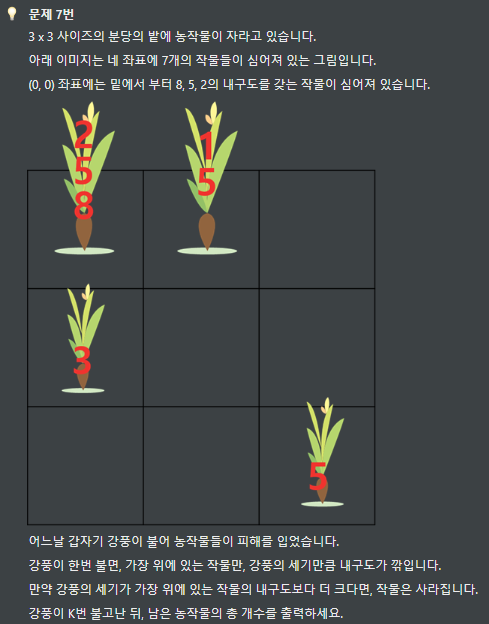 문제 7번
3 x 3 사이즈의 분당의 밭에 농작물이 자라고 있습니다.
아래 이미지는 네 좌표에 7개의 작물들이 심어져 있는 그림입니다.
(0, 0) 좌표에는 밑에서 부터 8, 5, 2의 내구도를 갖는 작물이 심어져 있습니다.
2
5
8
1
5
3
5
어느날 갑자기 강풍이 불어 농작물들이 피해를 입었습니다.
강풍이 한번 불면, 가장 위에 있는 작물만, 강풍의 세기만큼 내구도가 깎입니다.
만약 강풍의 세기가 가장 위에 있는 작물의 내구도보다 더 크다면, 작물은 사라집니다.
강풍이 K번 불고난 뒤, 남은 농작물의 총 개수를 출력하세요.